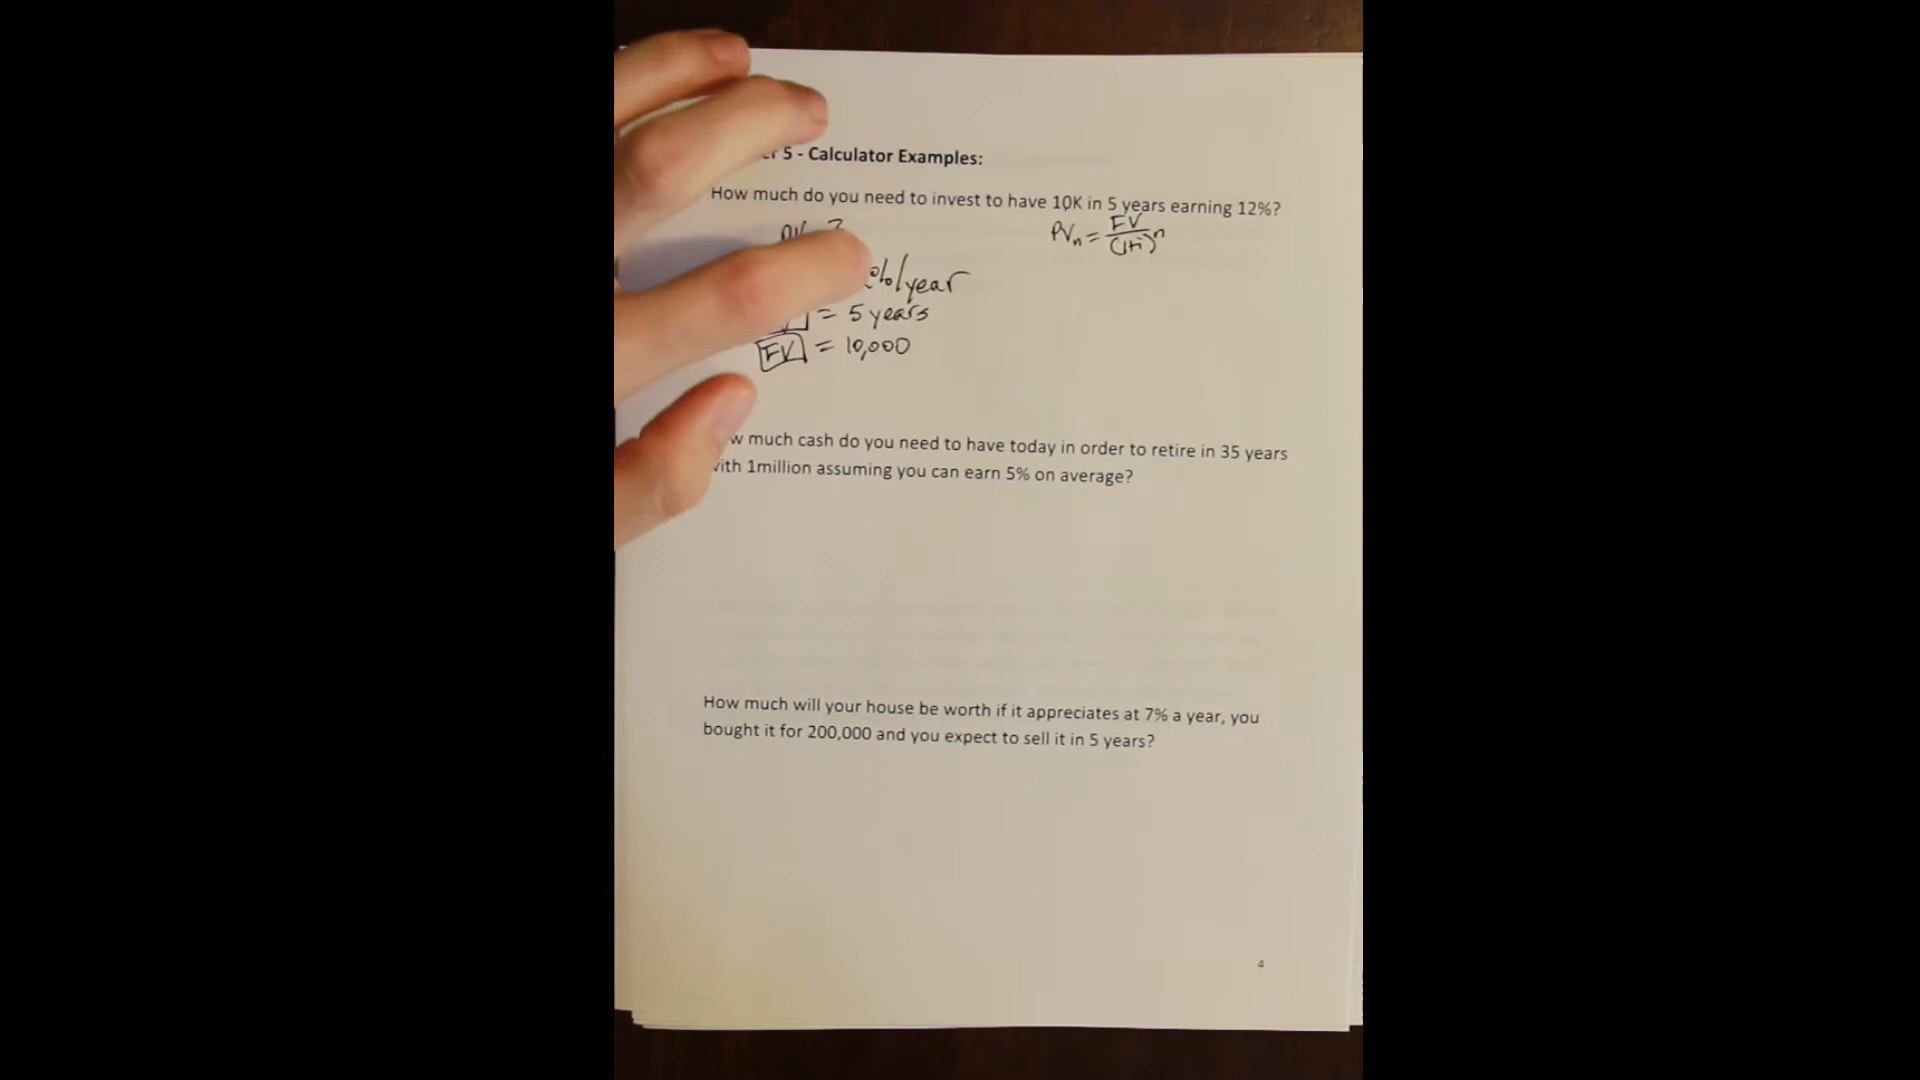 5 - Calculator Examples:
How much do you need to invest to have 10K in 5 years earning 12%?
PVn = FV/(1+i)^n
%/year
= 5 years
FV = 10,000
much cash do you need to have today in order to retire in 35 years
with 1million assuming you can earn 5% on average?
How much will your house be worth if it appreciates at 7% a year, you
bought it for 200,000 and you expect to sell it in 5 years?
4